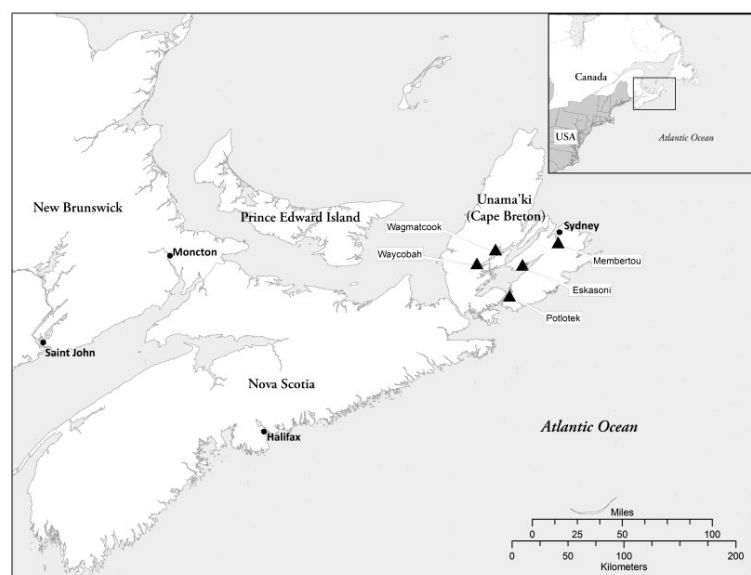 Canada
USA
Atlantic Ocean
Unama'ki
(Cape Breton)
New Brunswick
Prince Edward Island
Sydney
Wagmatcook
Moncton
Waycobah
Membertou
Eskasoni
Potlotek
Saint John
Nova Scotia
Halifax
Atlantic Ocean
Miles
0 25 50 100
0 50 100 200
Kilometers